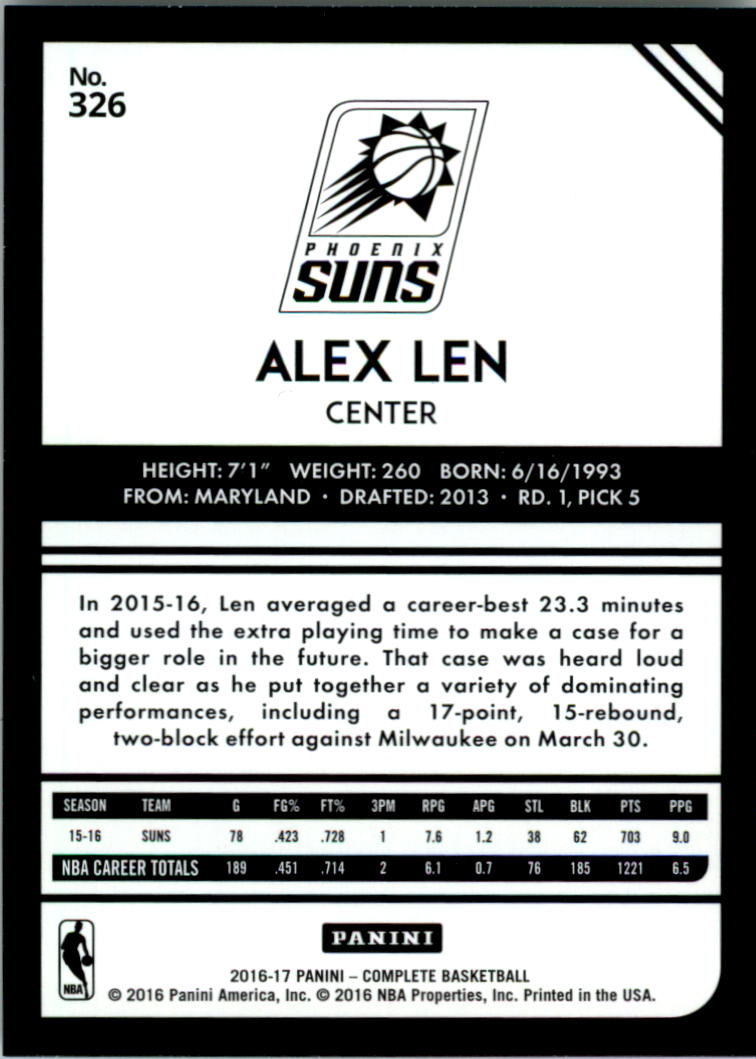 No.
326
PHOENIX
SUNS
ALEX LEN
CENTER
HEIGHT: 7'1" WEIGHT: 260 BORN: 6/16/1993
FROM: MARYLAND • DRAFTED: 2013 • RD. 1, PICK 5
In 2015-16, Len averaged a career-best 23.3 minutes
and used the extra playing time to make a case for a
bigger role in the future. That case was heard loud
and clear as he put together a variety of dominating
performances, including a 17-point, 15-rebound,
two-block effort against Milwaukee on March 30.
SEASON TEAM G FG% FT% 3PM RPG APG STL BLK PTS PPG
15-16 SUNS 78 .423 .728 1 7.6 1.2 38 62 703 9.0
NBA CAREER TOTALS 189 .451 .714 2 6.1 0.7 76 185 1221 6.5
PANINI
NBA
2016-17 PANINI – COMPLETE BASKETBALL
© 2016 Panini America, Inc. © 2016 NBA Properties, Inc. Printed in the USA.